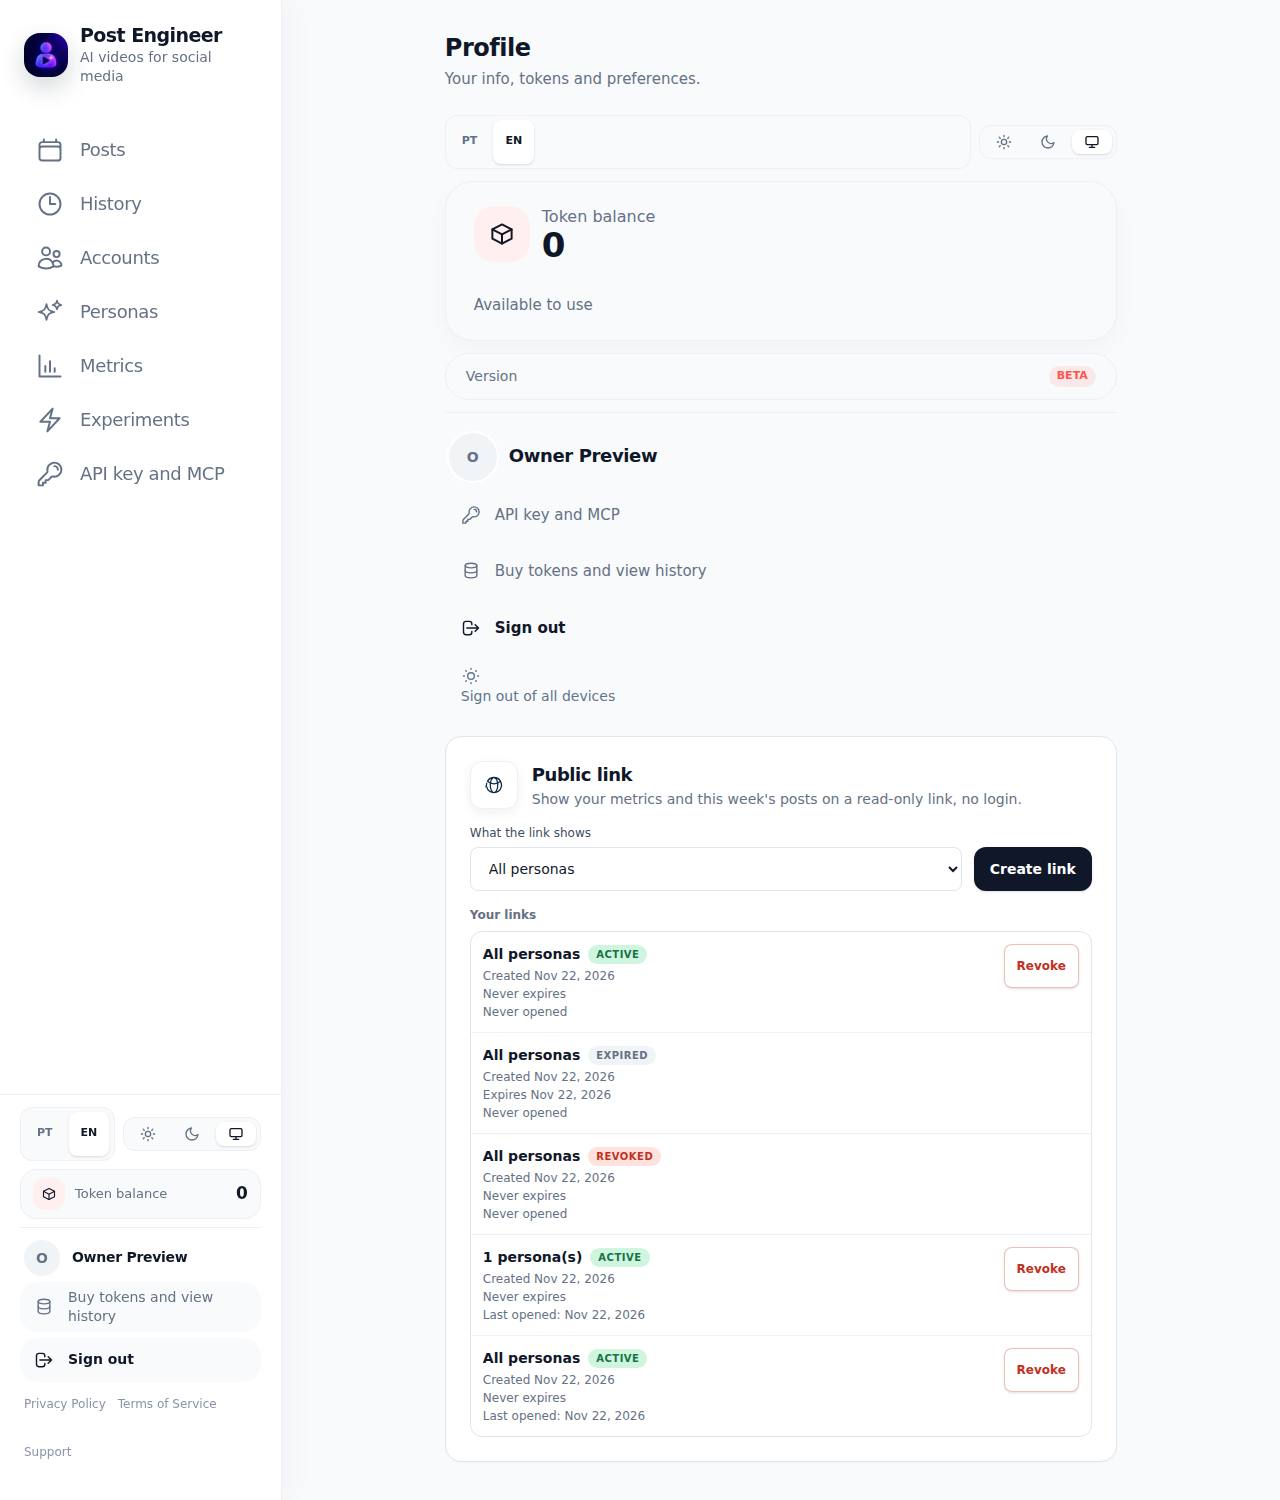 Post Engineer
AI videos for social
media
Posts
History
Accounts
Personas
Metrics
Experiments
API key and MCP
PT
EN
Token balance
0
O
Owner Preview
Buy tokens and view
history
Sign out
Privacy Policy
Terms of Service
Support
Profile
Your info, tokens and preferences.
PT
EN
Token balance
0
Available to use
Version
BETA
O
Owner Preview
API key and MCP
Buy tokens and view history
Sign out
Sign out of all devices
Public link
Show your metrics and this week's posts on a read-only link, no login.
What the link shows
All personas
Create link
Your links
All personas ACTIVE
Created Nov 22, 2026
Never expires
Never opened
Revoke
All personas EXPIRED
Created Nov 22, 2026
Expires Nov 22, 2026
Never opened
All personas REVOKED
Created Nov 22, 2026
Never expires
Never opened
1 persona(s) ACTIVE
Created Nov 22, 2026
Never expires
Last opened: Nov 22, 2026
Revoke
All personas ACTIVE
Created Nov 22, 2026
Never expires
Last opened: Nov 22, 2026
Revoke